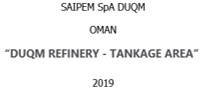 SAIPEM SpA DUQM
OMAN
“DUQM REFINERY - TANKAGE AREA”
2019